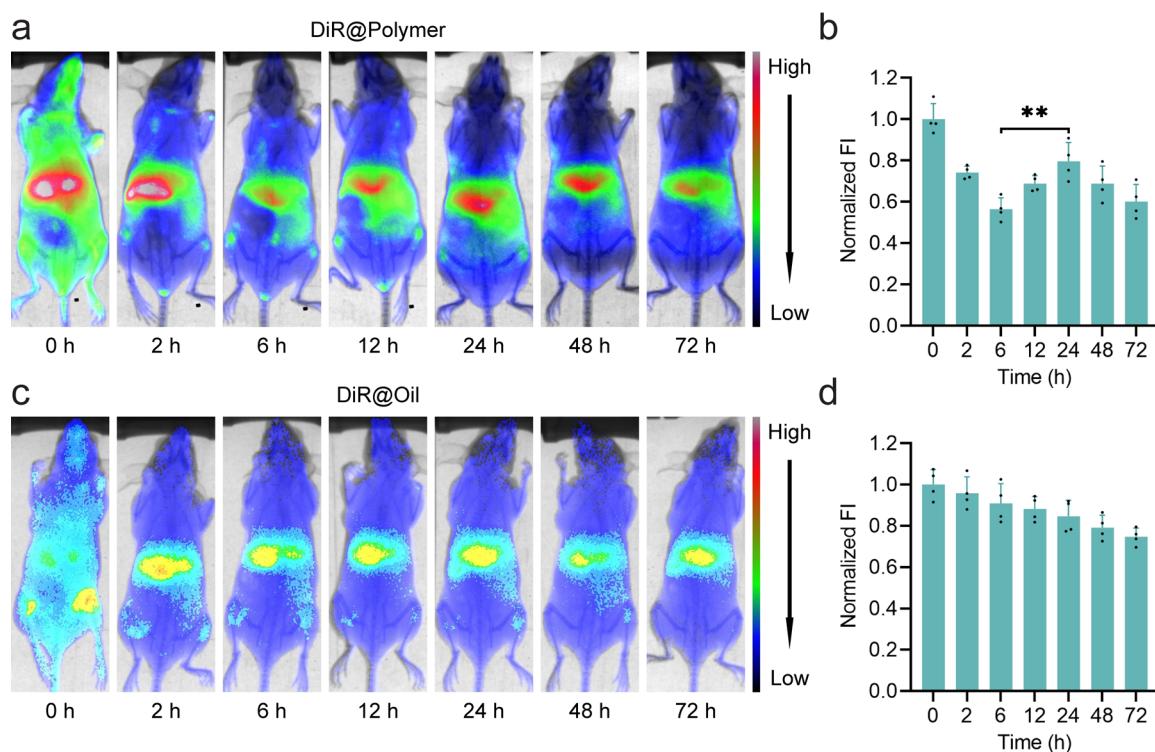 a
DiR@Polymer
High
Low
0 h
2 h
6 h
12 h
24 h
48 h
72 h
b
Normalized FI
1.2
1.0
0.8
0.6
0.4
0.2
0.0
**
0 2 6 12 24 48 72
Time (h)
c
DiR@Oil
High
Low
0 h
2 h
6 h
12 h
24 h
48 h
72 h
d
Normalized FI
1.2
1.0
0.8
0.6
0.4
0.2
0.0
0 2 6 12 24 48 72
Time (h)